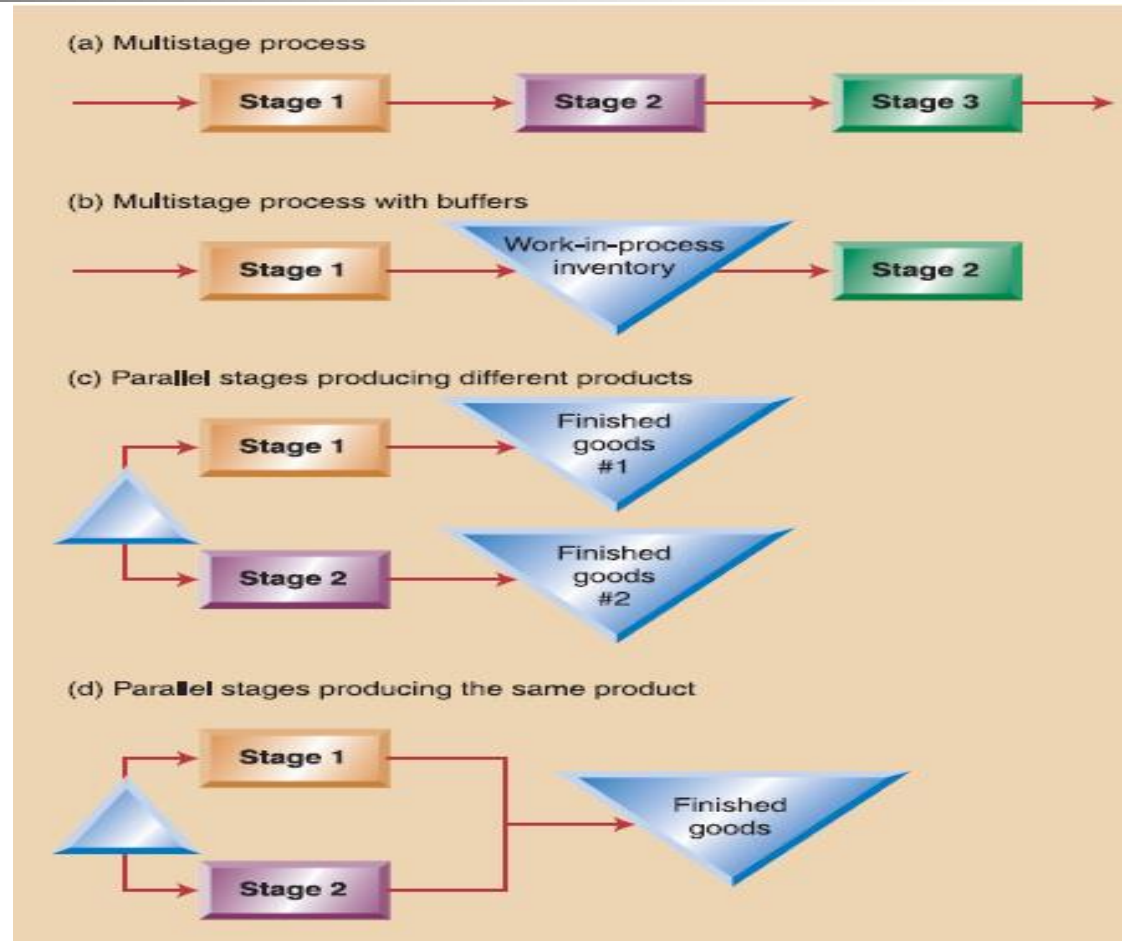 (a) Multistage process
Stage 1
Stage 2
Stage 3
(b) Multistage process with buffers
Stage 1
Work-in-process
inventory
Stage 2
(c) Parallel stages producing different products
Stage 1
Finished
goods
#1
Stage 2
Finished
goods
#2
(d) Parallel stages producing the same product
Stage 1
Finished
goods
Stage 2